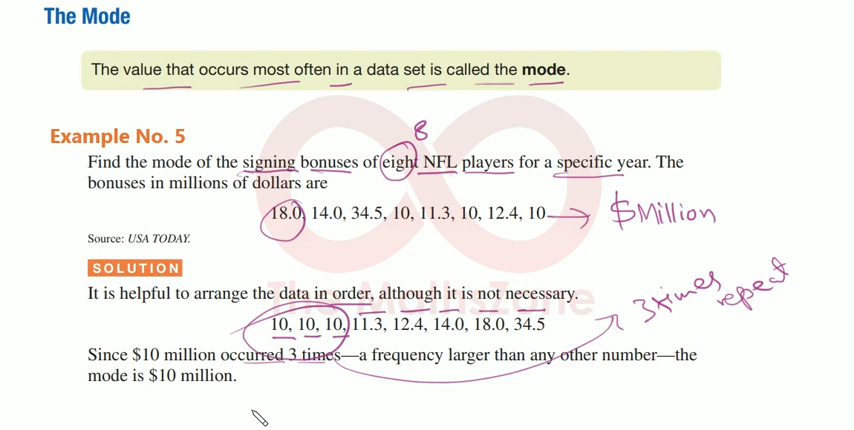 The Mode
The value that occurs most often in a data set is called the mode.
Example No. 5
8
Find the mode of the signing bonuses of eight NFL players for a specific year. The
bonuses in millions of dollars are
18.0, 14.0, 34.5, 10, 11.3, 10, 12.4, 10
$Million
Source: USA TODAY.
SOLUTION
It is helpful to arrange the data in order, although it is not necessary.
The MathsZone
3 times
repeat
10, 10, 10, 11.3, 12.4, 14.0, 18.0, 34.5
Since $10 million occurred 3 times—a frequency larger than any other number—the
mode is $10 million.